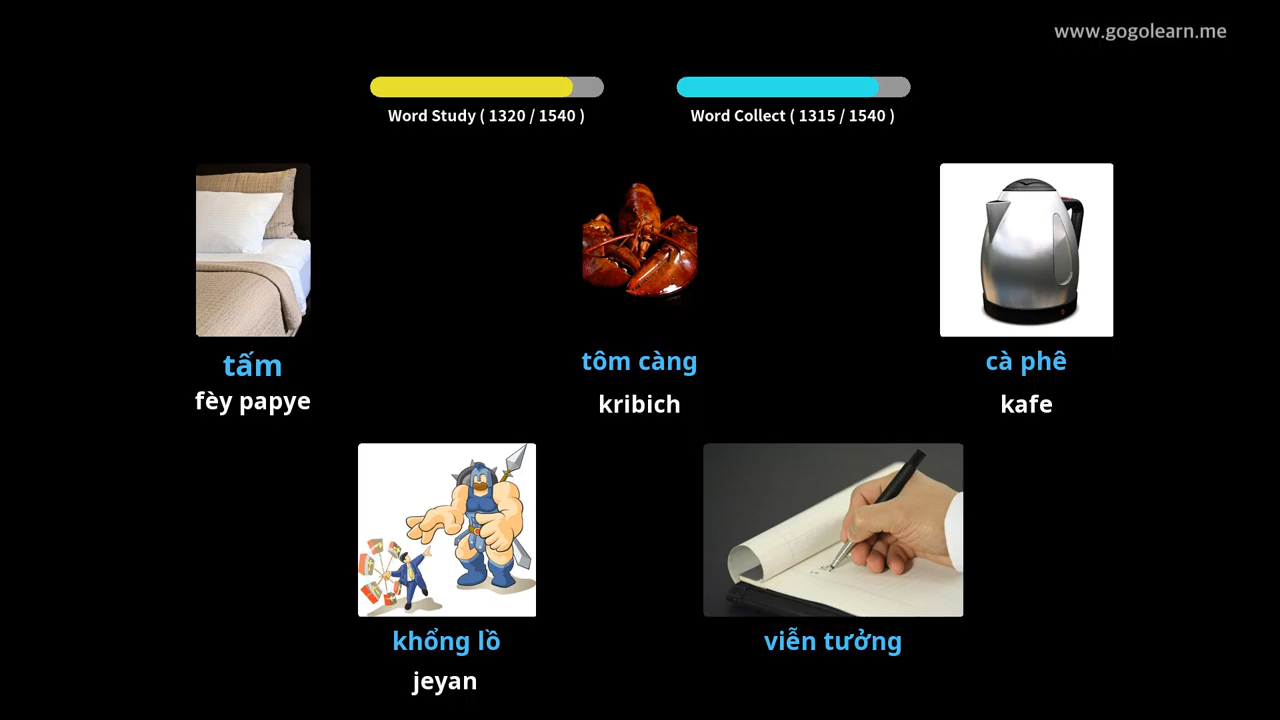 www.gogolearn.me
Word Study ( 1320 / 1540 )
Word Collect ( 1315 / 1540 )
tấm
fèy papye
tôm càng
kribich
cà phê
kafe
khổng lồ
jeyan
viễn tưởng